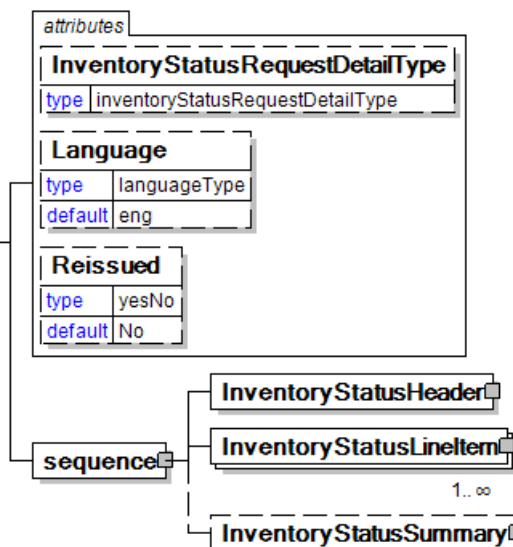 attributes
InventoryStatusRequestDetailType
type inventoryStatusRequestDetailType
Language
type languageType
default eng
Reissued
type yesNo
default No
InventoryStatusHeader
sequence
InventoryStatusLineItem
1..∞
InventoryStatusSummary